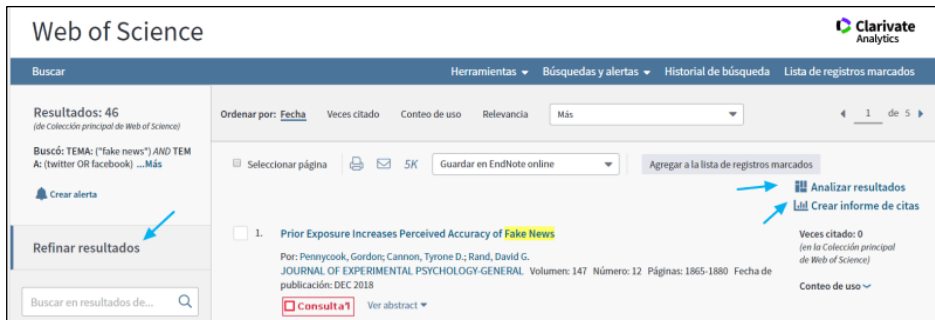 Web of Science
Clarivate
Analytics
Buscar
Herramientas
Búsquedas y alertas
Historial de búsqueda
Lista de registros marcados
Resultados: 46
(de Colección principal de Web of Science)
Buscó: TEMA: ("fake news") AND TEM
A: (twitter OR facebook) ...Más
Crear alerta
Refinar resultados
Buscar en resultados de...
Ordenar por: Fecha Veces citado Conteo de uso Relevancia Más
1 de 5
Seleccionar página 5K Guardar en EndNote online Agregar a la lista de registros marcados
Analizar resultados
Crear informe de citas
1. Prior Exposure Increases Perceived Accuracy of Fake News
Por: Pennycook, Gordon; Cannon, Tyrone D.; Rand, David G.
JOURNAL OF EXPERIMENTAL PSYCHOLOGY-GENERAL Volumen: 147 Número: 12 Páginas: 1865-1880 Fecha de
publicación: DEC 2018
Consulta1 Ver abstract
Veces citado: 0
(en la Colección principal
de Web of Science)
Conteo de uso